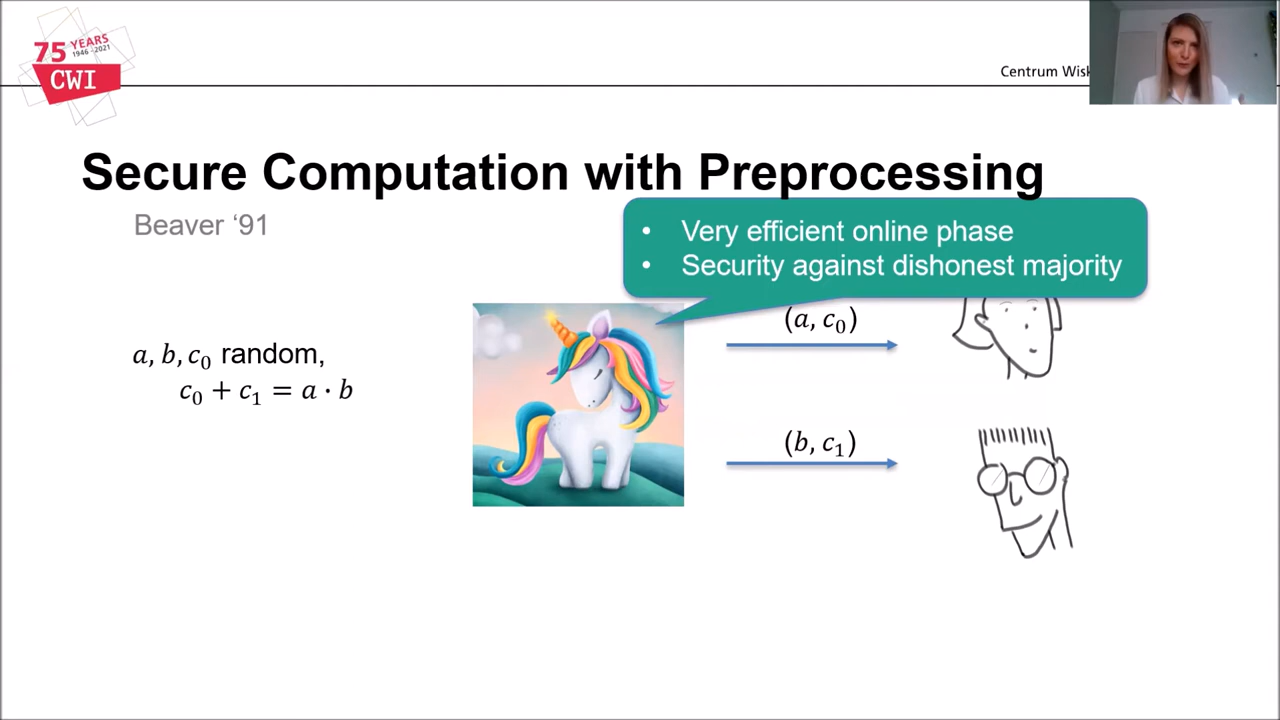 75 YEARS
1946 - 2021
CWI
Centrum
Secure Computation with Preprocessing
Beaver ‘91
• Very efficient online phase
• Security against dishonest majority
𝑎, 𝑏, 𝑐₀ random,
𝑐₀ + 𝑐₁ = 𝑎 · 𝑏
(𝑎, 𝑐₀)
(𝑏, 𝑐₁)